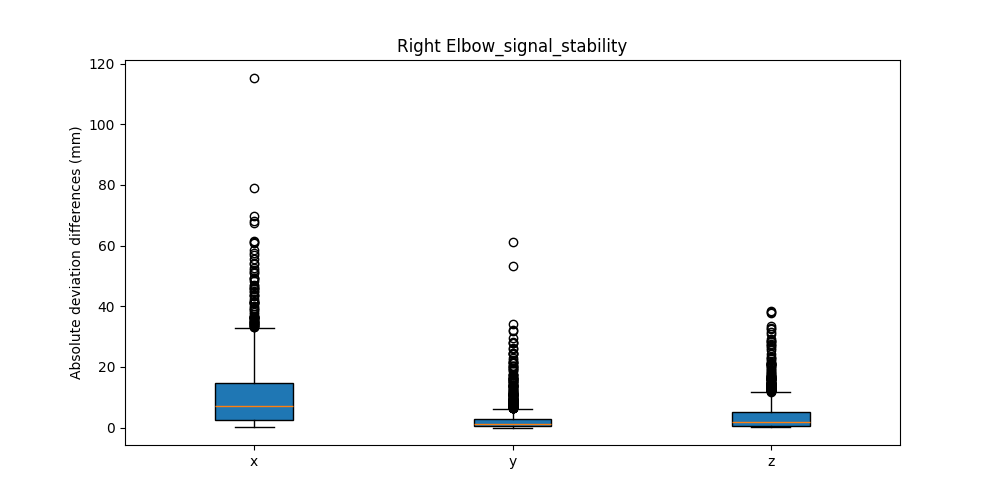 Right Elbow_signal_stability
Absolute deviation differences (mm)
120
100
80
60
40
20
0
x y z